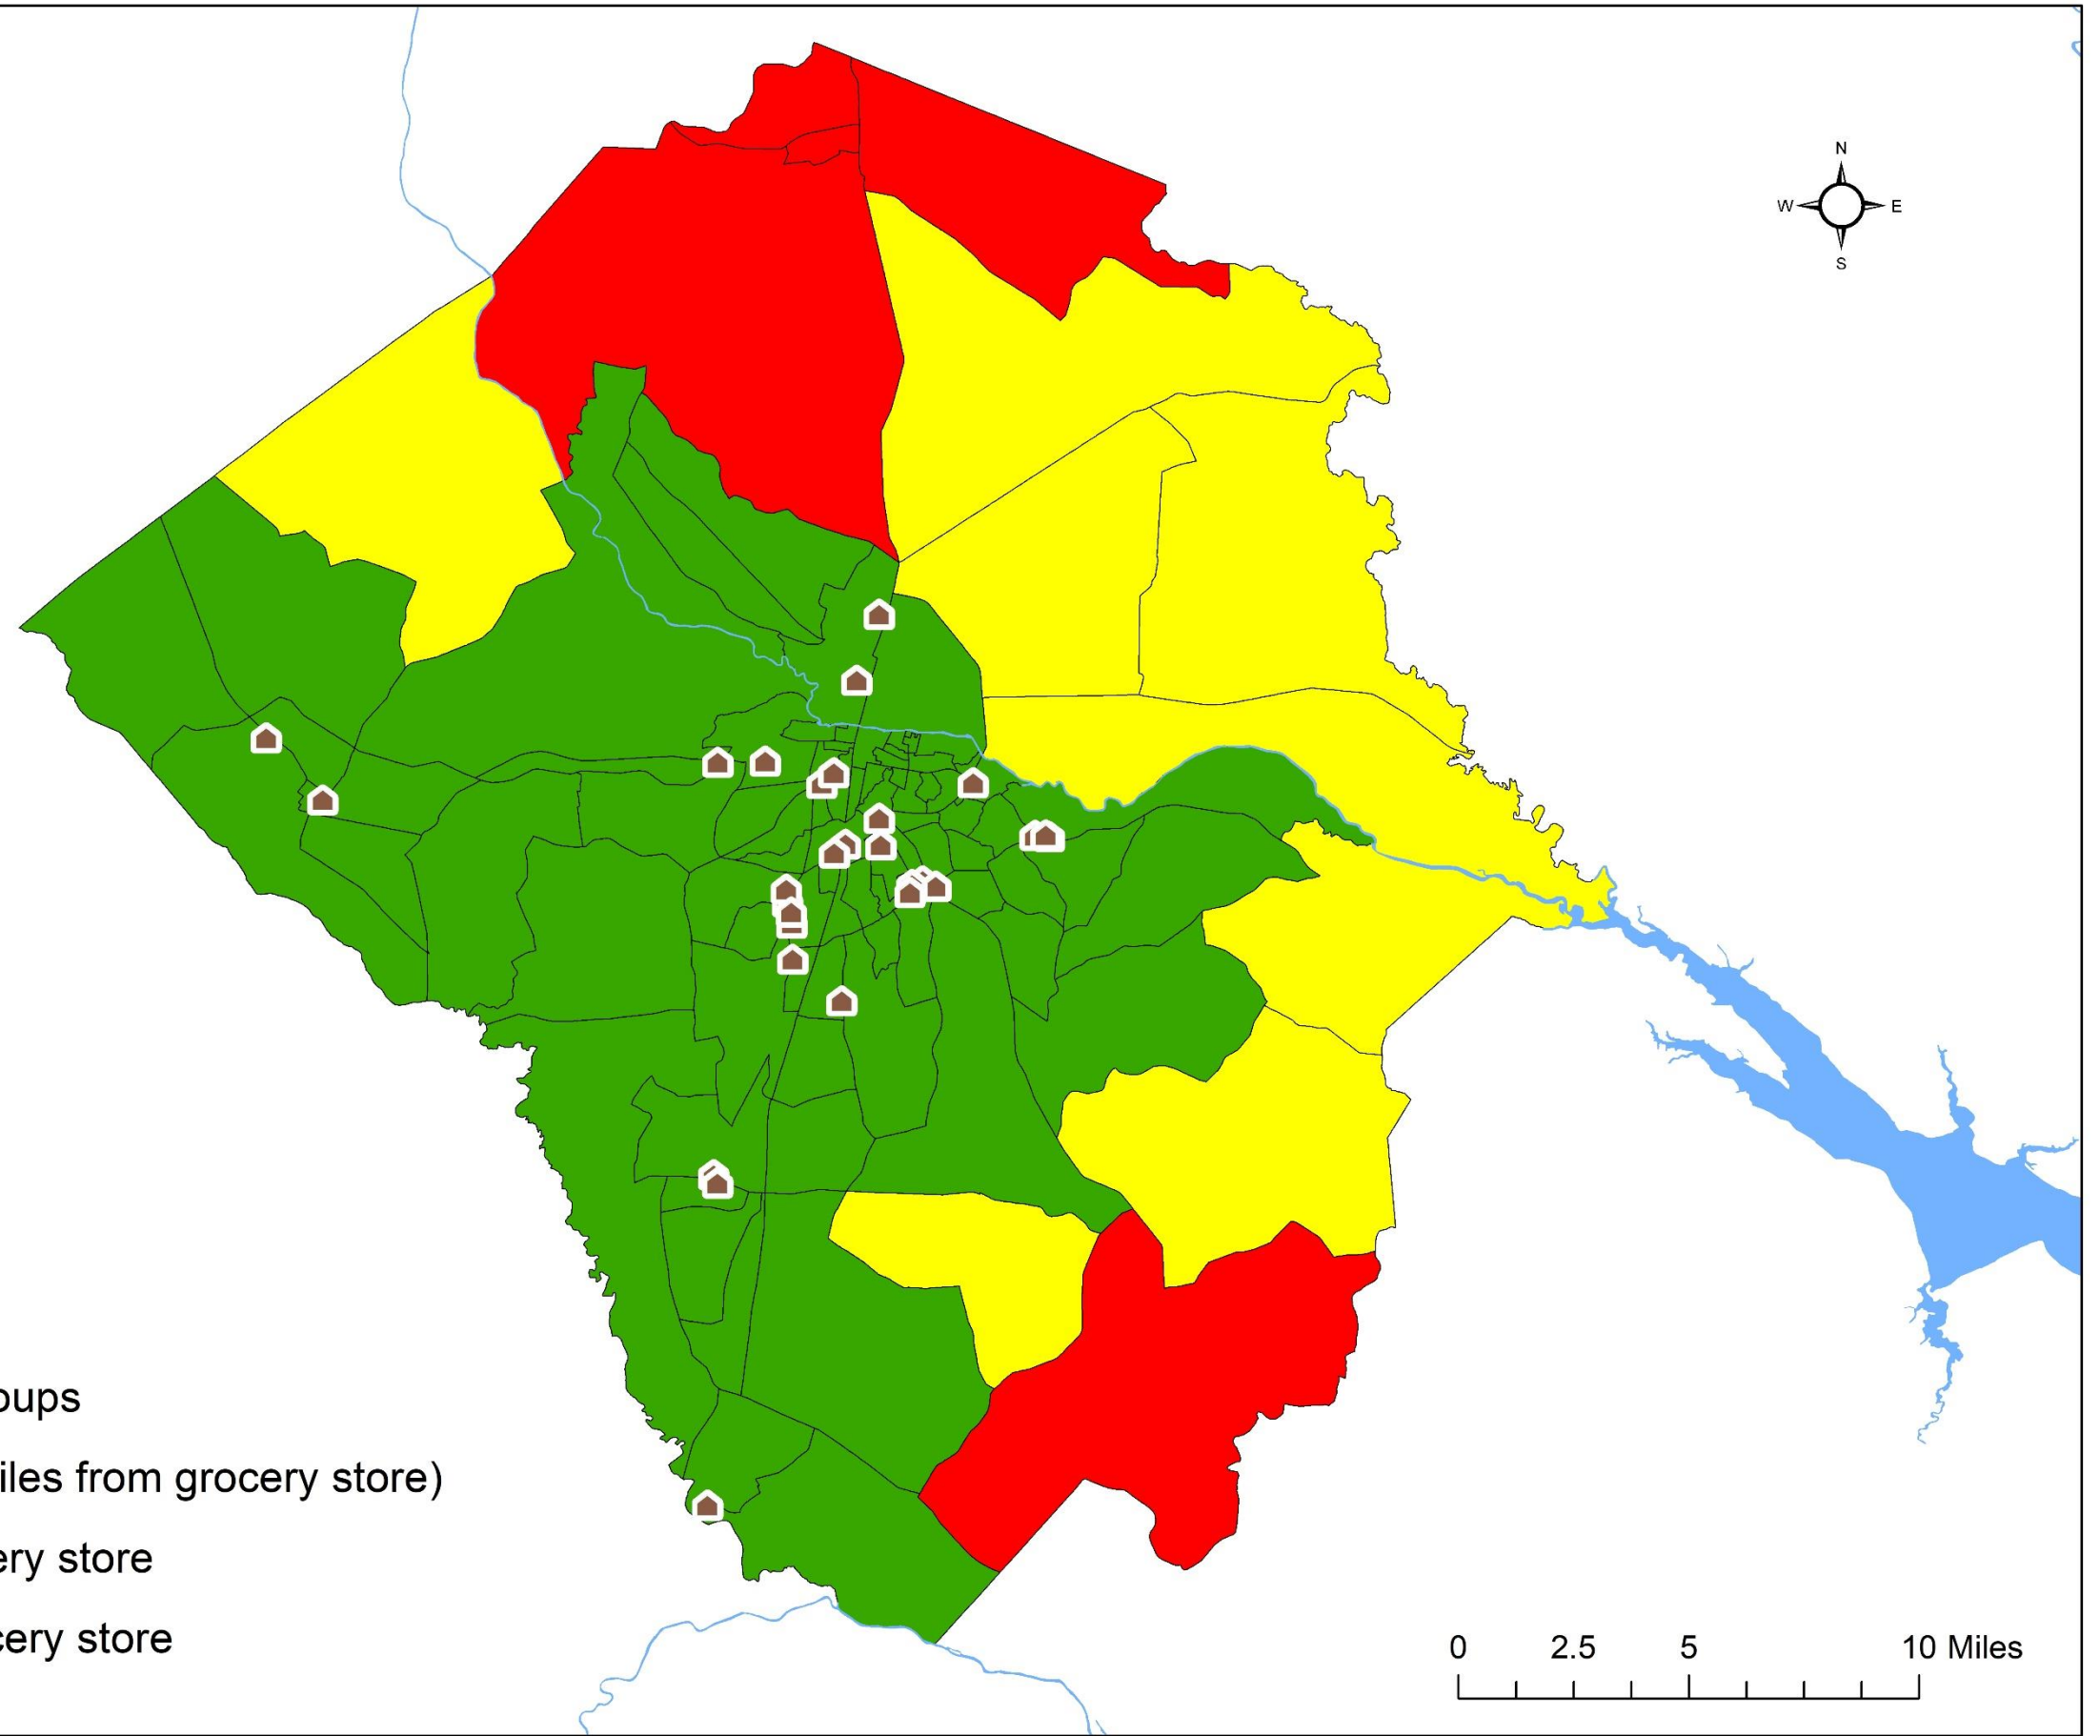 N
W E
S
oups
iles from grocery store)
ery store
cery store
0 2.5 5 10 Miles